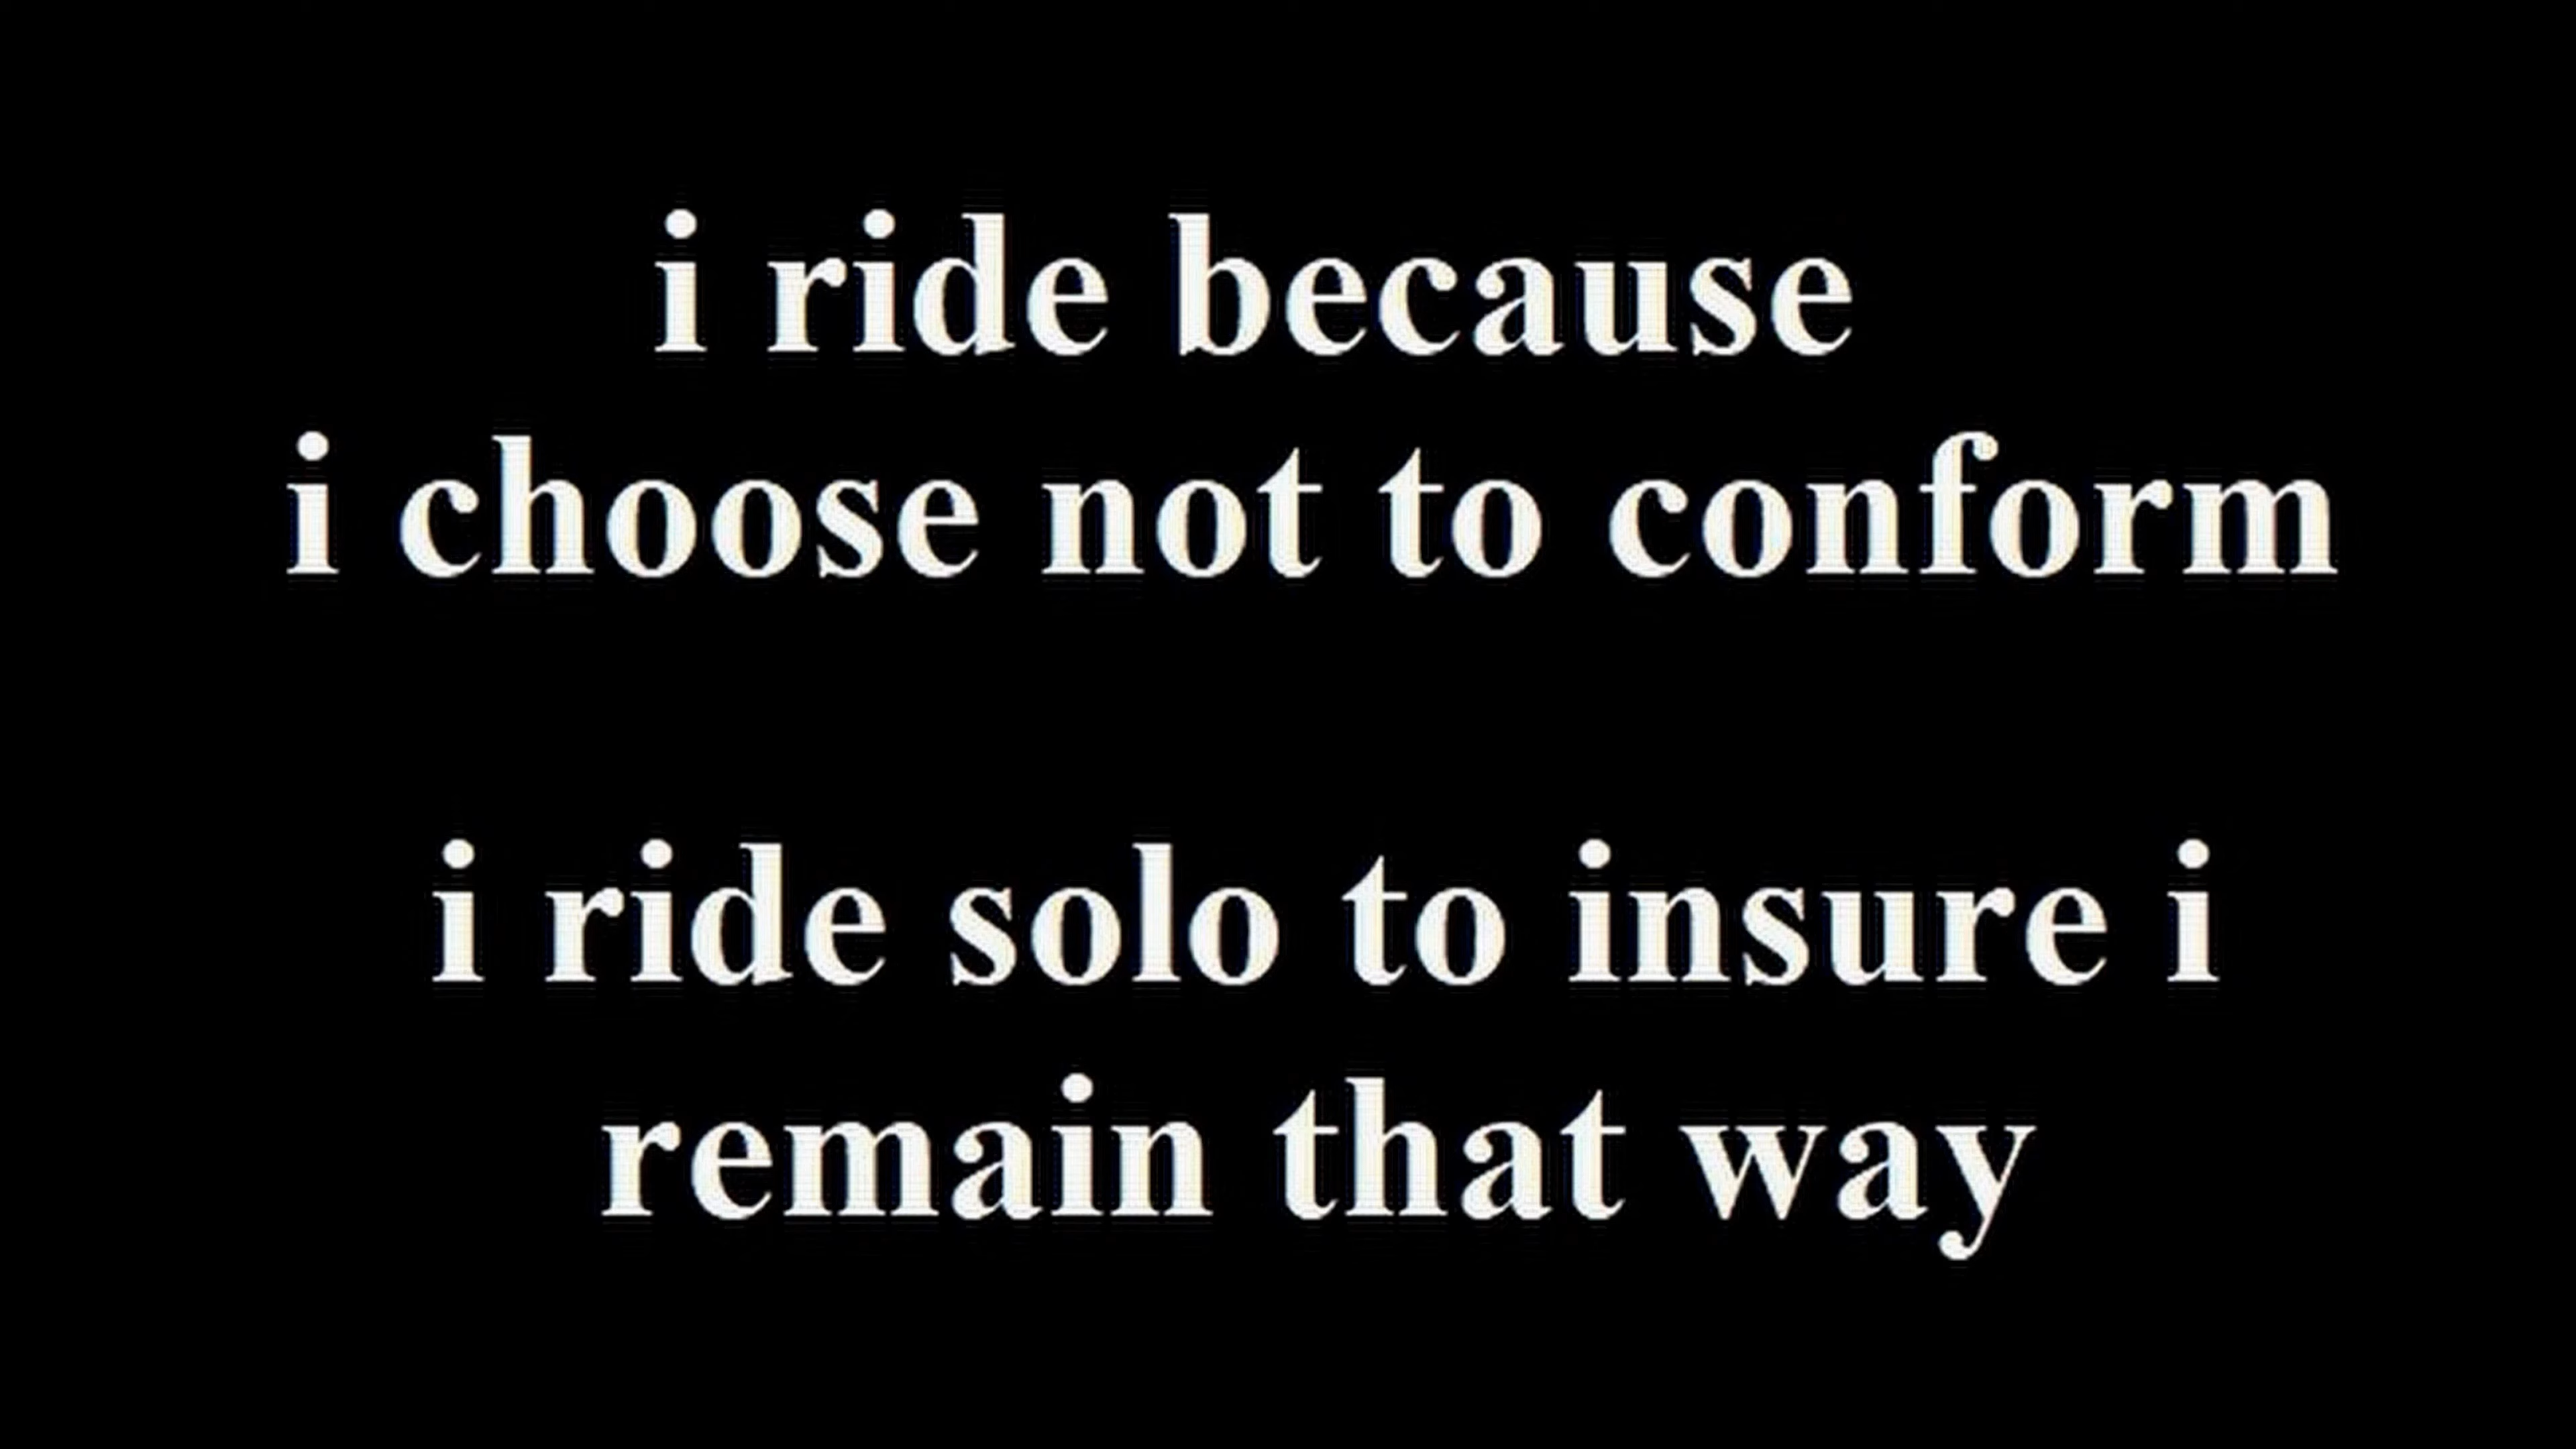 i ride because
i choose not to conform
i ride solo to insure i
remain that way